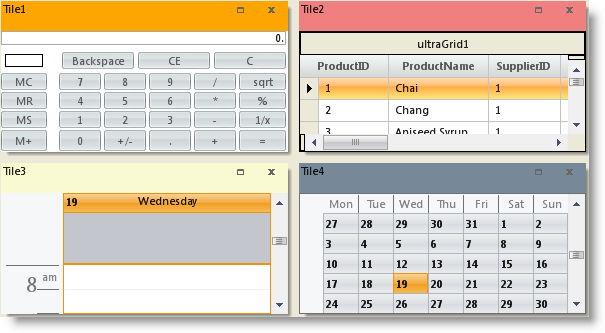 Tile1
0.
Backspace CE C
MC 7 8 9 / sqrt
MR 4 5 6 * %
MS 1 2 3 - 1/x
M+ 0 +/- . + =
Tile2
ultraGrid1
ProductID ProductName SupplierID
1 Chai 1
2 Chang 1
3 Aniseed Syrup 1
Tile3
19 Wednesday
8 am
Tile4
Mon Tue Wed Thu Fri Sat Sun
27 28 29 30 31 1 2
3 4 5 6 7 8 9
10 11 12 13 14 15 16
17 18 19 20 21 22 23
24 25 26 27 28 29 30